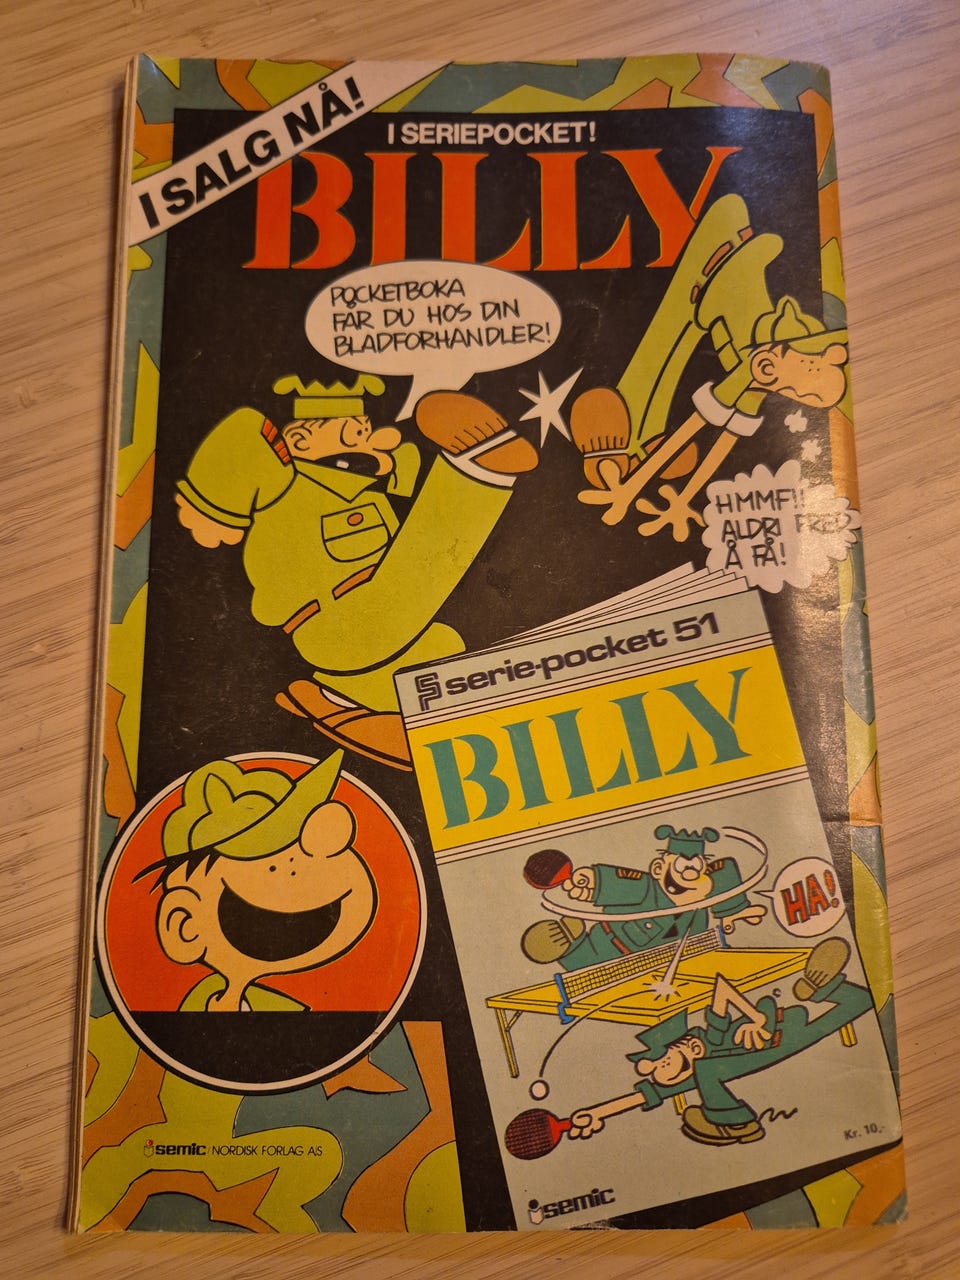 I SALG NÅ!
I SERIEPOCKET!
BILLY
POCKETBOKA
FÅR DU HOS DIN
BLADFORHANDLER!
HMMF!!
ALDRI FRED
Å FÅ!
SP serie-pocket 51
BILLY
HA!
Kr. 10,-
semic
semic/NORDISK FORLAG A/S